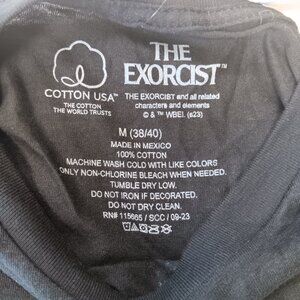 COTTON USA™
THE COTTON
THE WORLD TRUSTS
THE
EXORCIST™
THE EXORCIST and all related
characters and elements
© & ™ WBEI. (s23)
M (38/40)
MADE IN MEXICO
100% COTTON
MACHINE WASH COLD WITH LIKE COLORS
ONLY NON-CHLORINE BLEACH WHEN NEEDED.
TUMBLE DRY LOW.
DO NOT IRON IF DECORATED.
DO NOT DRY CLEAN.
RN# 115665 / SCC / 09-23